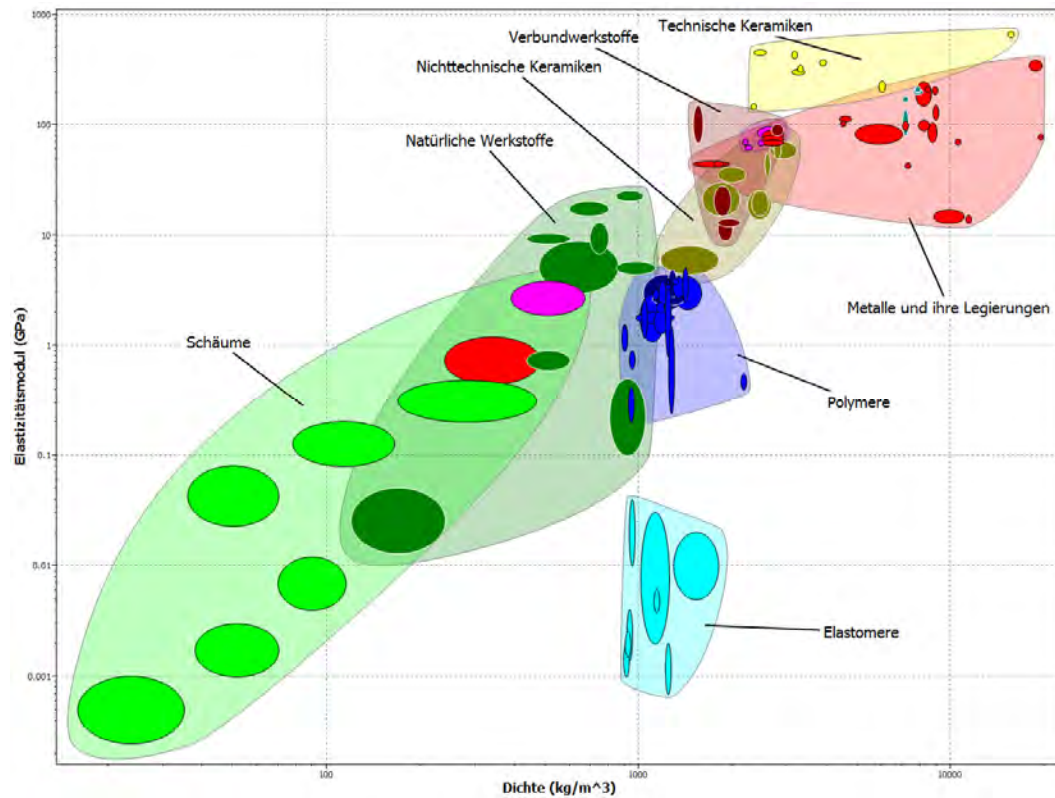 1000
Technische Keramiken
Verbundwerkstoffe
Nichttechnische Keramiken
100
Natürliche Werkstoffe
10
Metalle und ihre Legierungen
Schäume
1
Polymere
Elastizitätsmodul (GPa)
0.1
0.01
Elastomere
0.001
100
1000
10000
Dichte (kg/m^3)